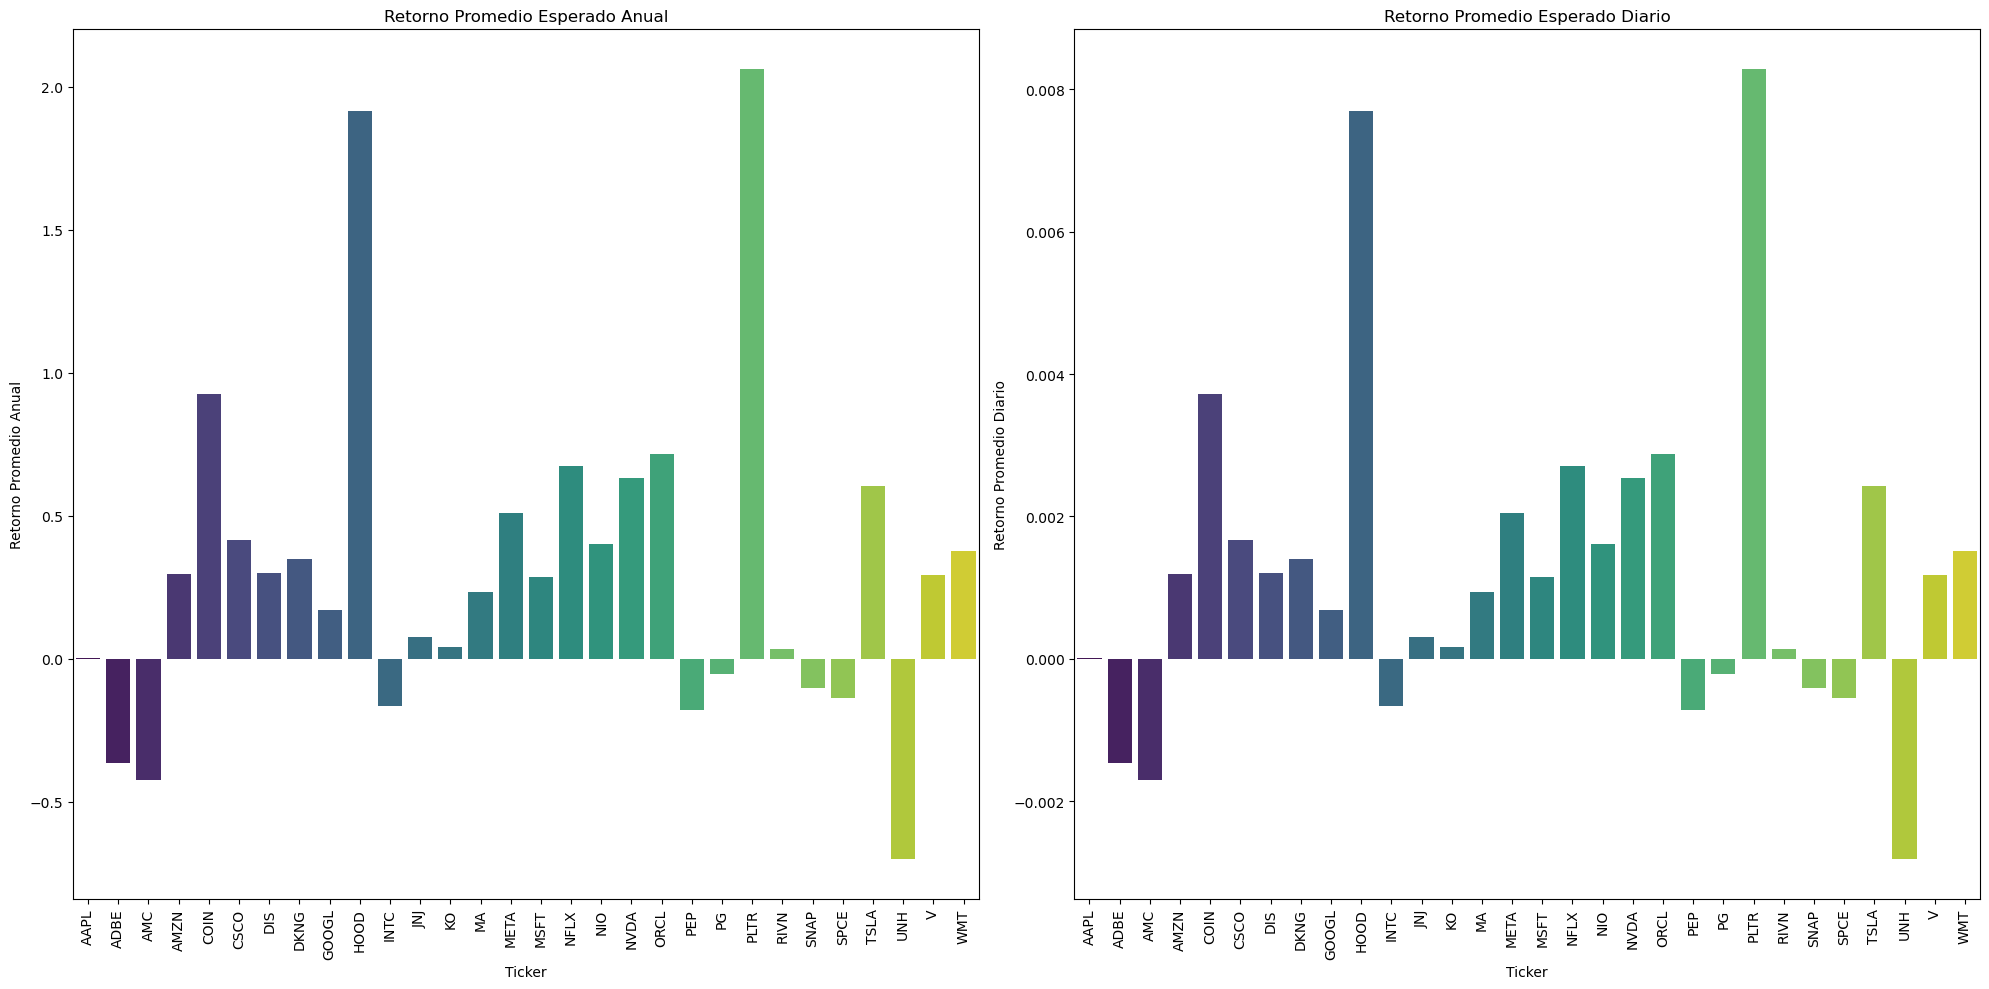 Retorno Promedio Esperado Anual
Retorno Promedio Anual
2.0
1.5
1.0
0.5
0.0
−0.5
AAPL
ADBE
AMC
AMZN
COIN
CSCO
DIS
DKNG
GOOGL
HOOD
INTC
JNJ
KO
MA
META
MSFT
NFLX
NIO
NVDA
ORCL
PEP
PG
PLTR
RIVN
SNAP
SPCE
TSLA
UNH
V
WMT
Ticker
Retorno Promedio Esperado Diario
Retorno Promedio Diario
0.008
0.006
0.004
0.002
0.000
−0.002
AAPL
ADBE
AMC
AMZN
COIN
CSCO
DIS
DKNG
GOOGL
HOOD
INTC
JNJ
KO
MA
META
MSFT
NFLX
NIO
NVDA
ORCL
PEP
PG
PLTR
RIVN
SNAP
SPCE
TSLA
UNH
V
WMT
Ticker